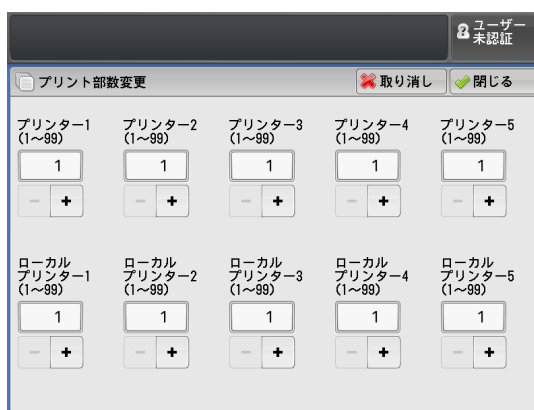 ユーザー
未認証
プリント部数変更 取り消し 閉じる
プリンター1 プリンター2 プリンター3 プリンター4 プリンター5
(1～99) (1～99) (1～99) (1～99) (1～99)
1 1 1 1 1
− + − + − + − + − +
ローカル ローカル ローカル ローカル ローカル
プリンター1 プリンター2 プリンター3 プリンター4 プリンター5
(1～99) (1～99) (1～99) (1～99) (1～99)
1 1 1 1 1
− + − + − + − + − +